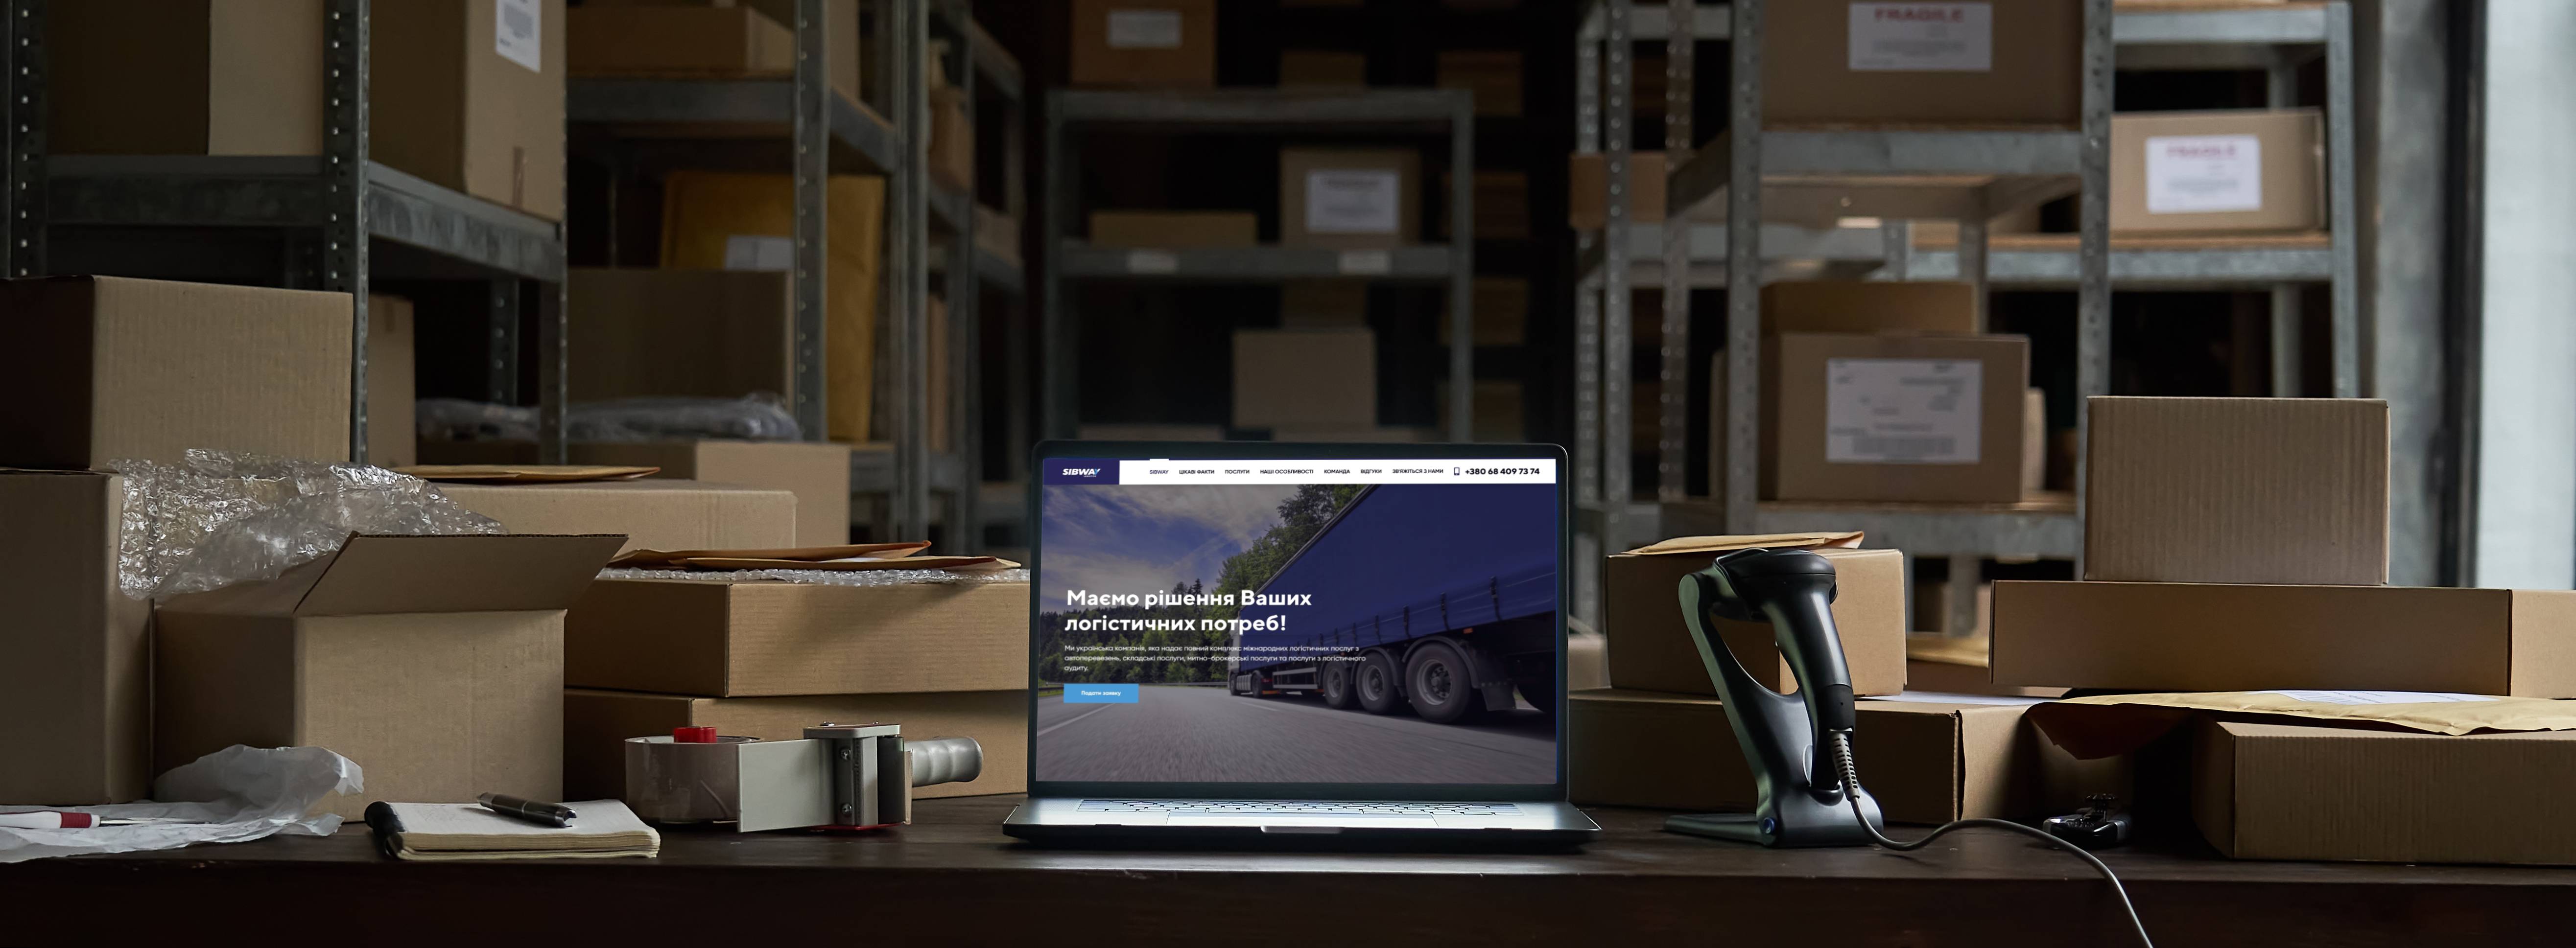 FRAGILE
FRAGILE
SIBWAY
SIBWAY ЦІКАВІ ФАКТИ ПОСЛУГИ НАШІ ОСОБЛИВОСТІ КОМАНДА ВІДГУКИ ЗВ'ЯЖІТЬСЯ З НАМИ +380 68 409 73 74
Маємо рішення Ваших
логістичних потреб!
Ми українська компанія, яка надає повний комплекс міжнародних логістичних послуг з
автоперевезень, складські послуги, митно-брокерські послуги та послуги з логістичного
аудиту.
Подати заявку